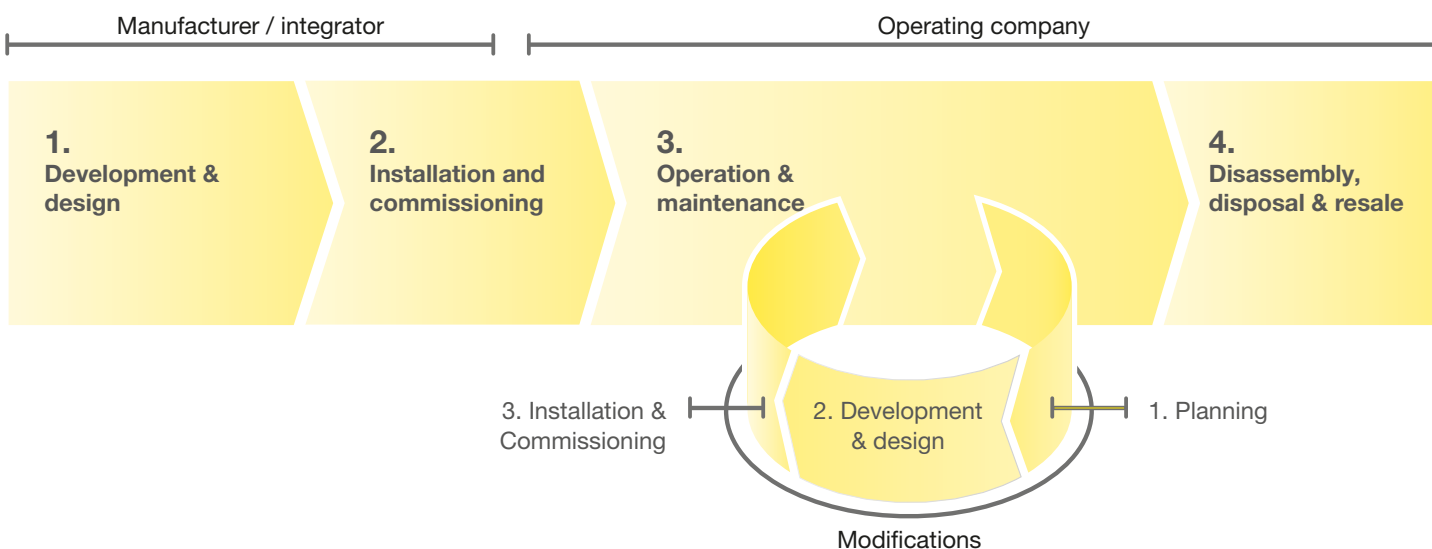 Manufacturer / integrator
Operating company
1.
Development &
design
2.
Installation and
commissioning
3.
Operation &
maintenance
4.
Disassembly,
disposal & resale
3. Installation &
Commissioning
2. Development
& design
1. Planning
Modifications